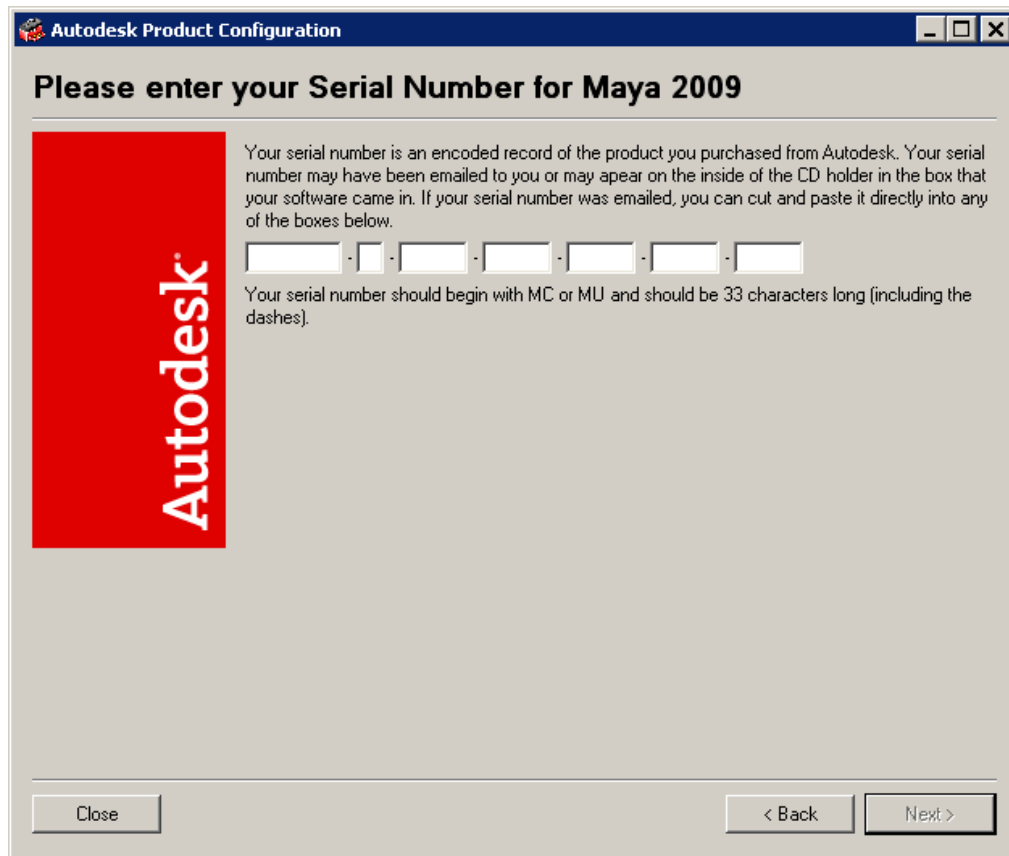 Autodesk Product Configuration
Please enter your Serial Number for Maya 2009
Autodesk
Your serial number is an encoded record of the product you purchased from Autodesk. Your serial
number may have been emailed to you or may apear on the inside of the CD holder in the box that
your software came in. If your serial number was emailed, you can cut and paste it directly into any
of the boxes below.
- - - - - -
Your serial number should begin with MC or MU and should be 33 characters long (including the
dashes).
Close
< Back
Next >